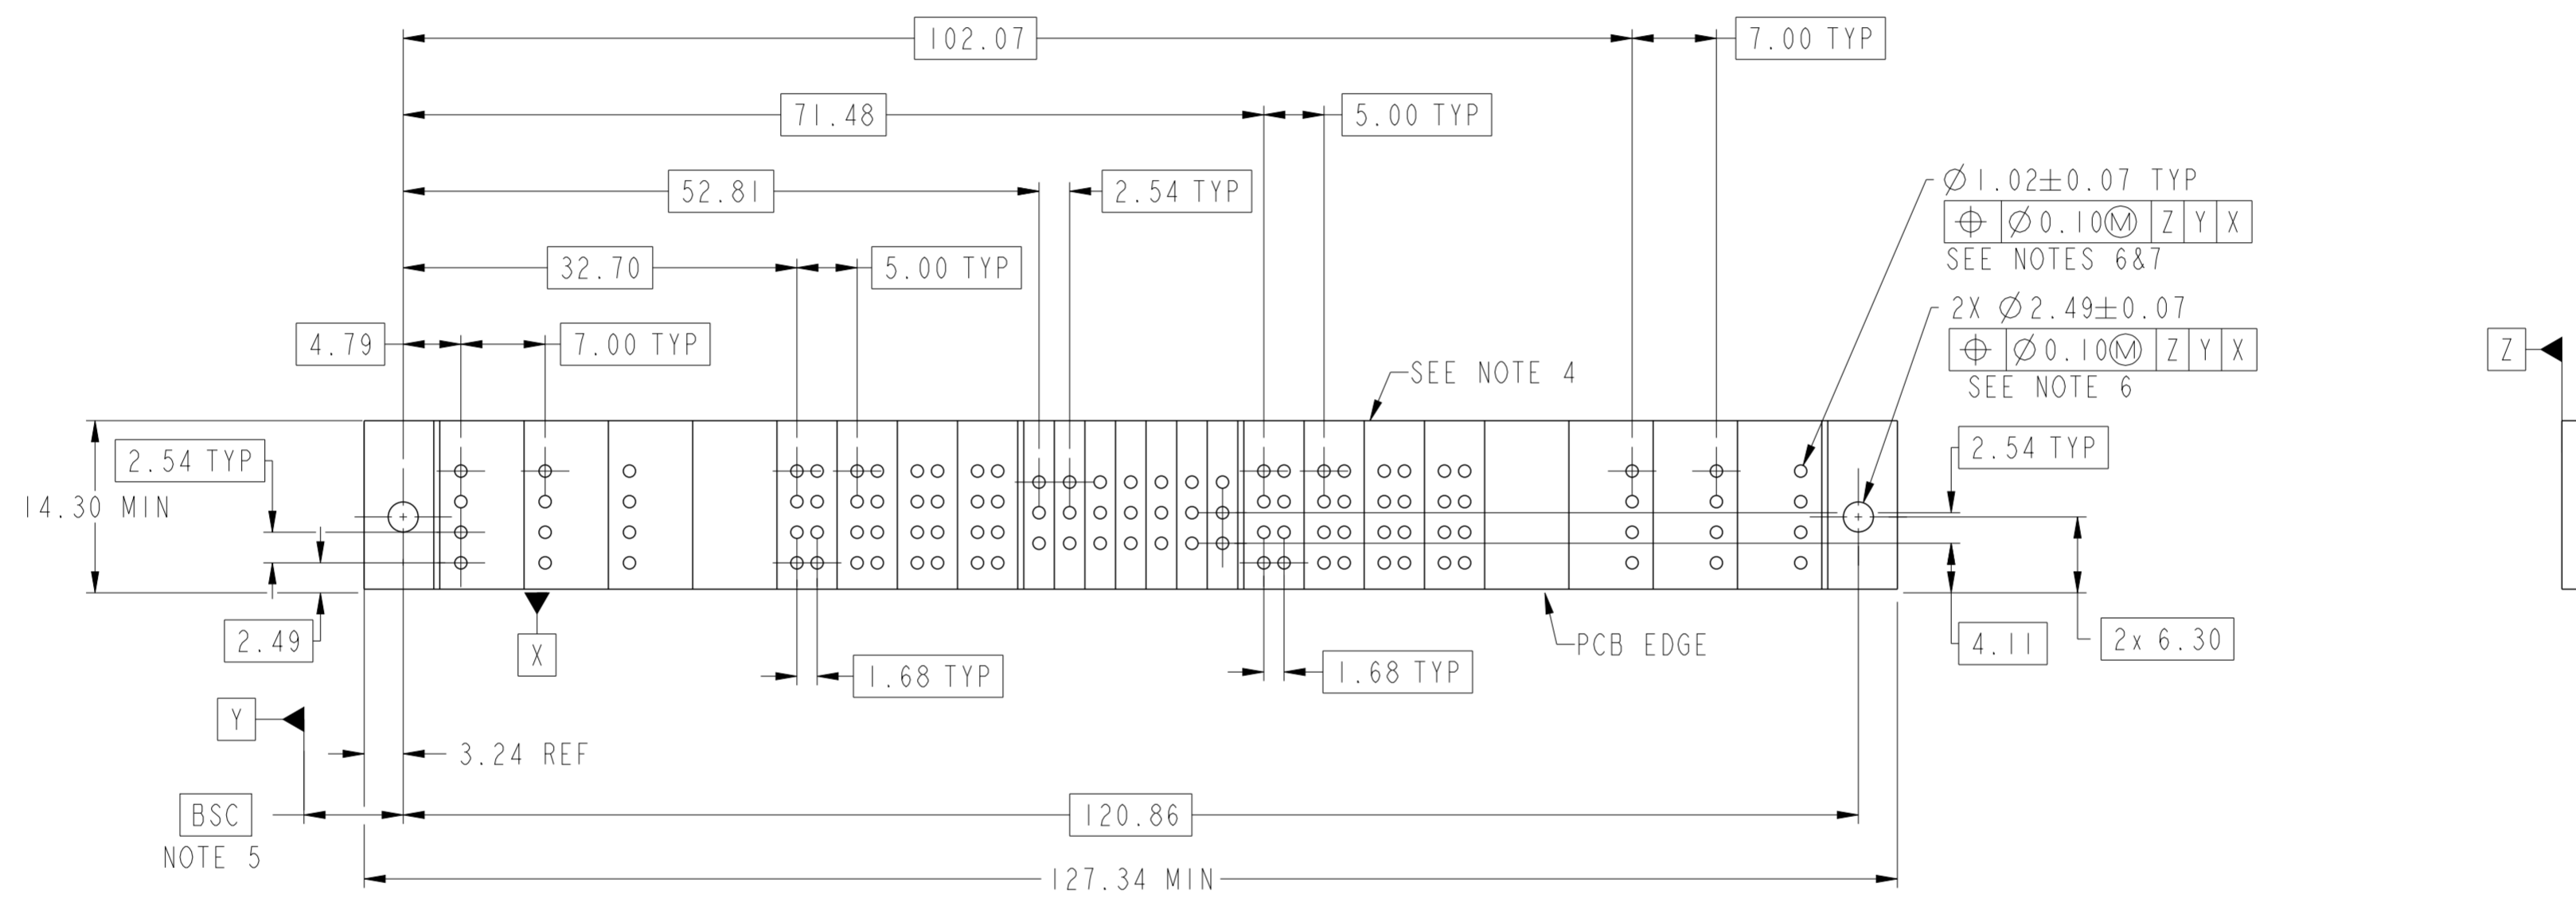 102.07
7.00 TYP
71.48
5.00 TYP
52.81
2.54 TYP
32.70
5.00 TYP
4.79
7.00 TYP
Ø1.02±0.07 TYP
⌖ Ø0.10Ⓜ Z Y X
SEE NOTES 6&7
2X Ø2.49±0.07
⌖ Ø0.10Ⓜ Z Y X
SEE NOTE 6
Z
SEE NOTE 4
2.54 TYP
14.30 MIN
2.54 TYP
2.49
X
1.68 TYP
1.68 TYP
PCB EDGE
4.11
2x 6.30
Y
3.24 REF
BSC
NOTE 5
120.86
127.34 MIN